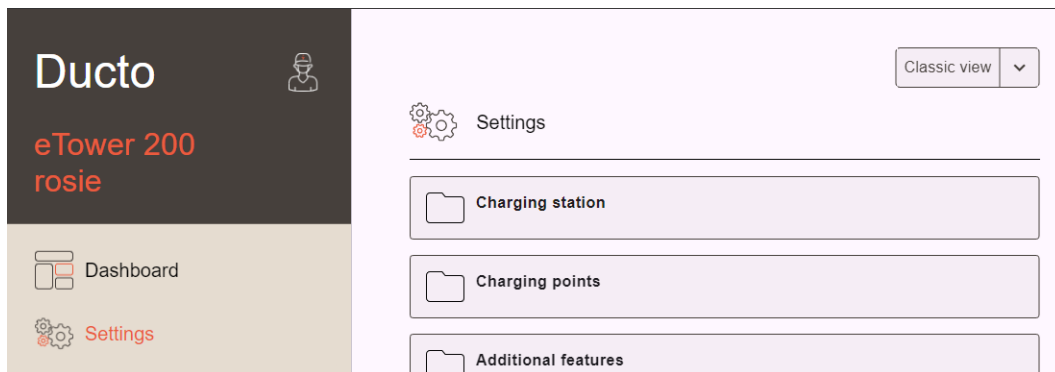 Ducto
eTower 200
rosie
Dashboard
Settings
Classic view
Settings
Charging station
Charging points
Additional features